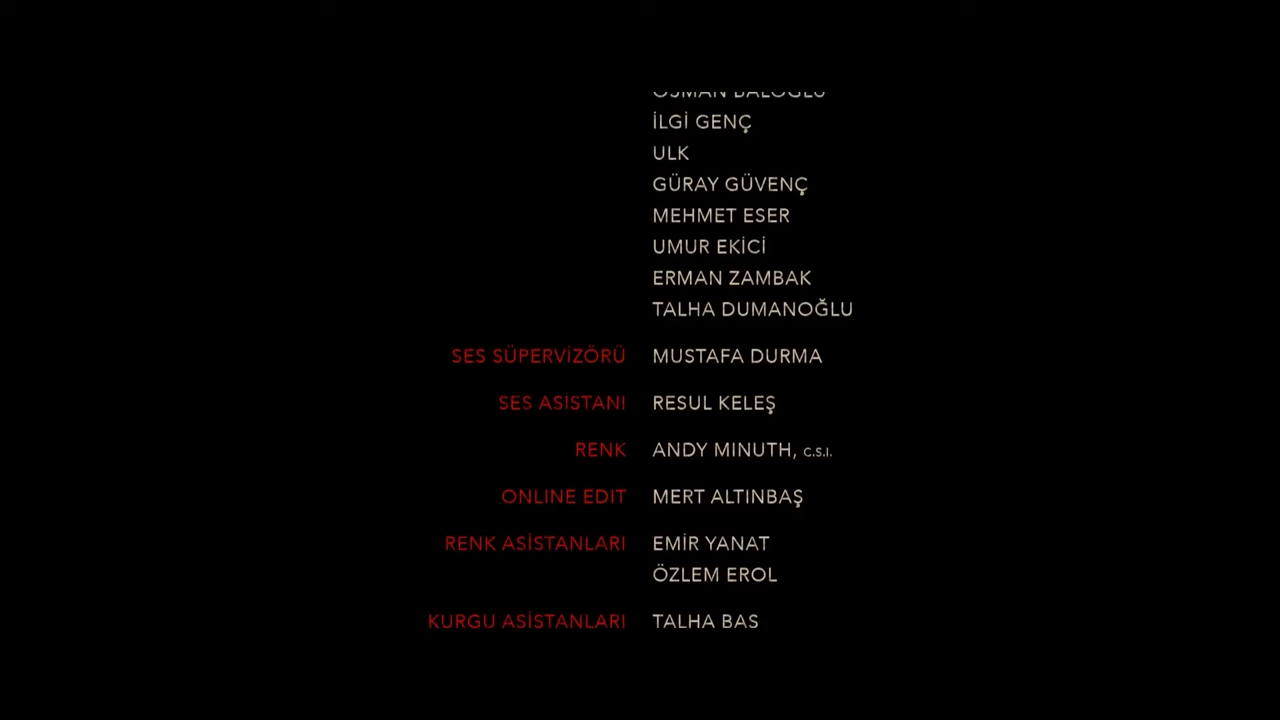 İLGİ GENÇ
ULK
GÜRAY GÜVENÇ
MEHMET ESER
UMUR EKİCİ
ERMAN ZAMBAK
TALHA DUMANOĞLU
SES SÜPERVİZÖRÜ MUSTAFA DURMA
SES ASİSTANI RESUL KELEŞ
RENK ANDY MINUTH, C.S.I.
ONLINE EDIT MERT ALTINBAŞ
RENK ASİSTANLARI EMİR YANAT
ÖZLEM EROL
KURGU ASİSTANLARI TALHA BAS